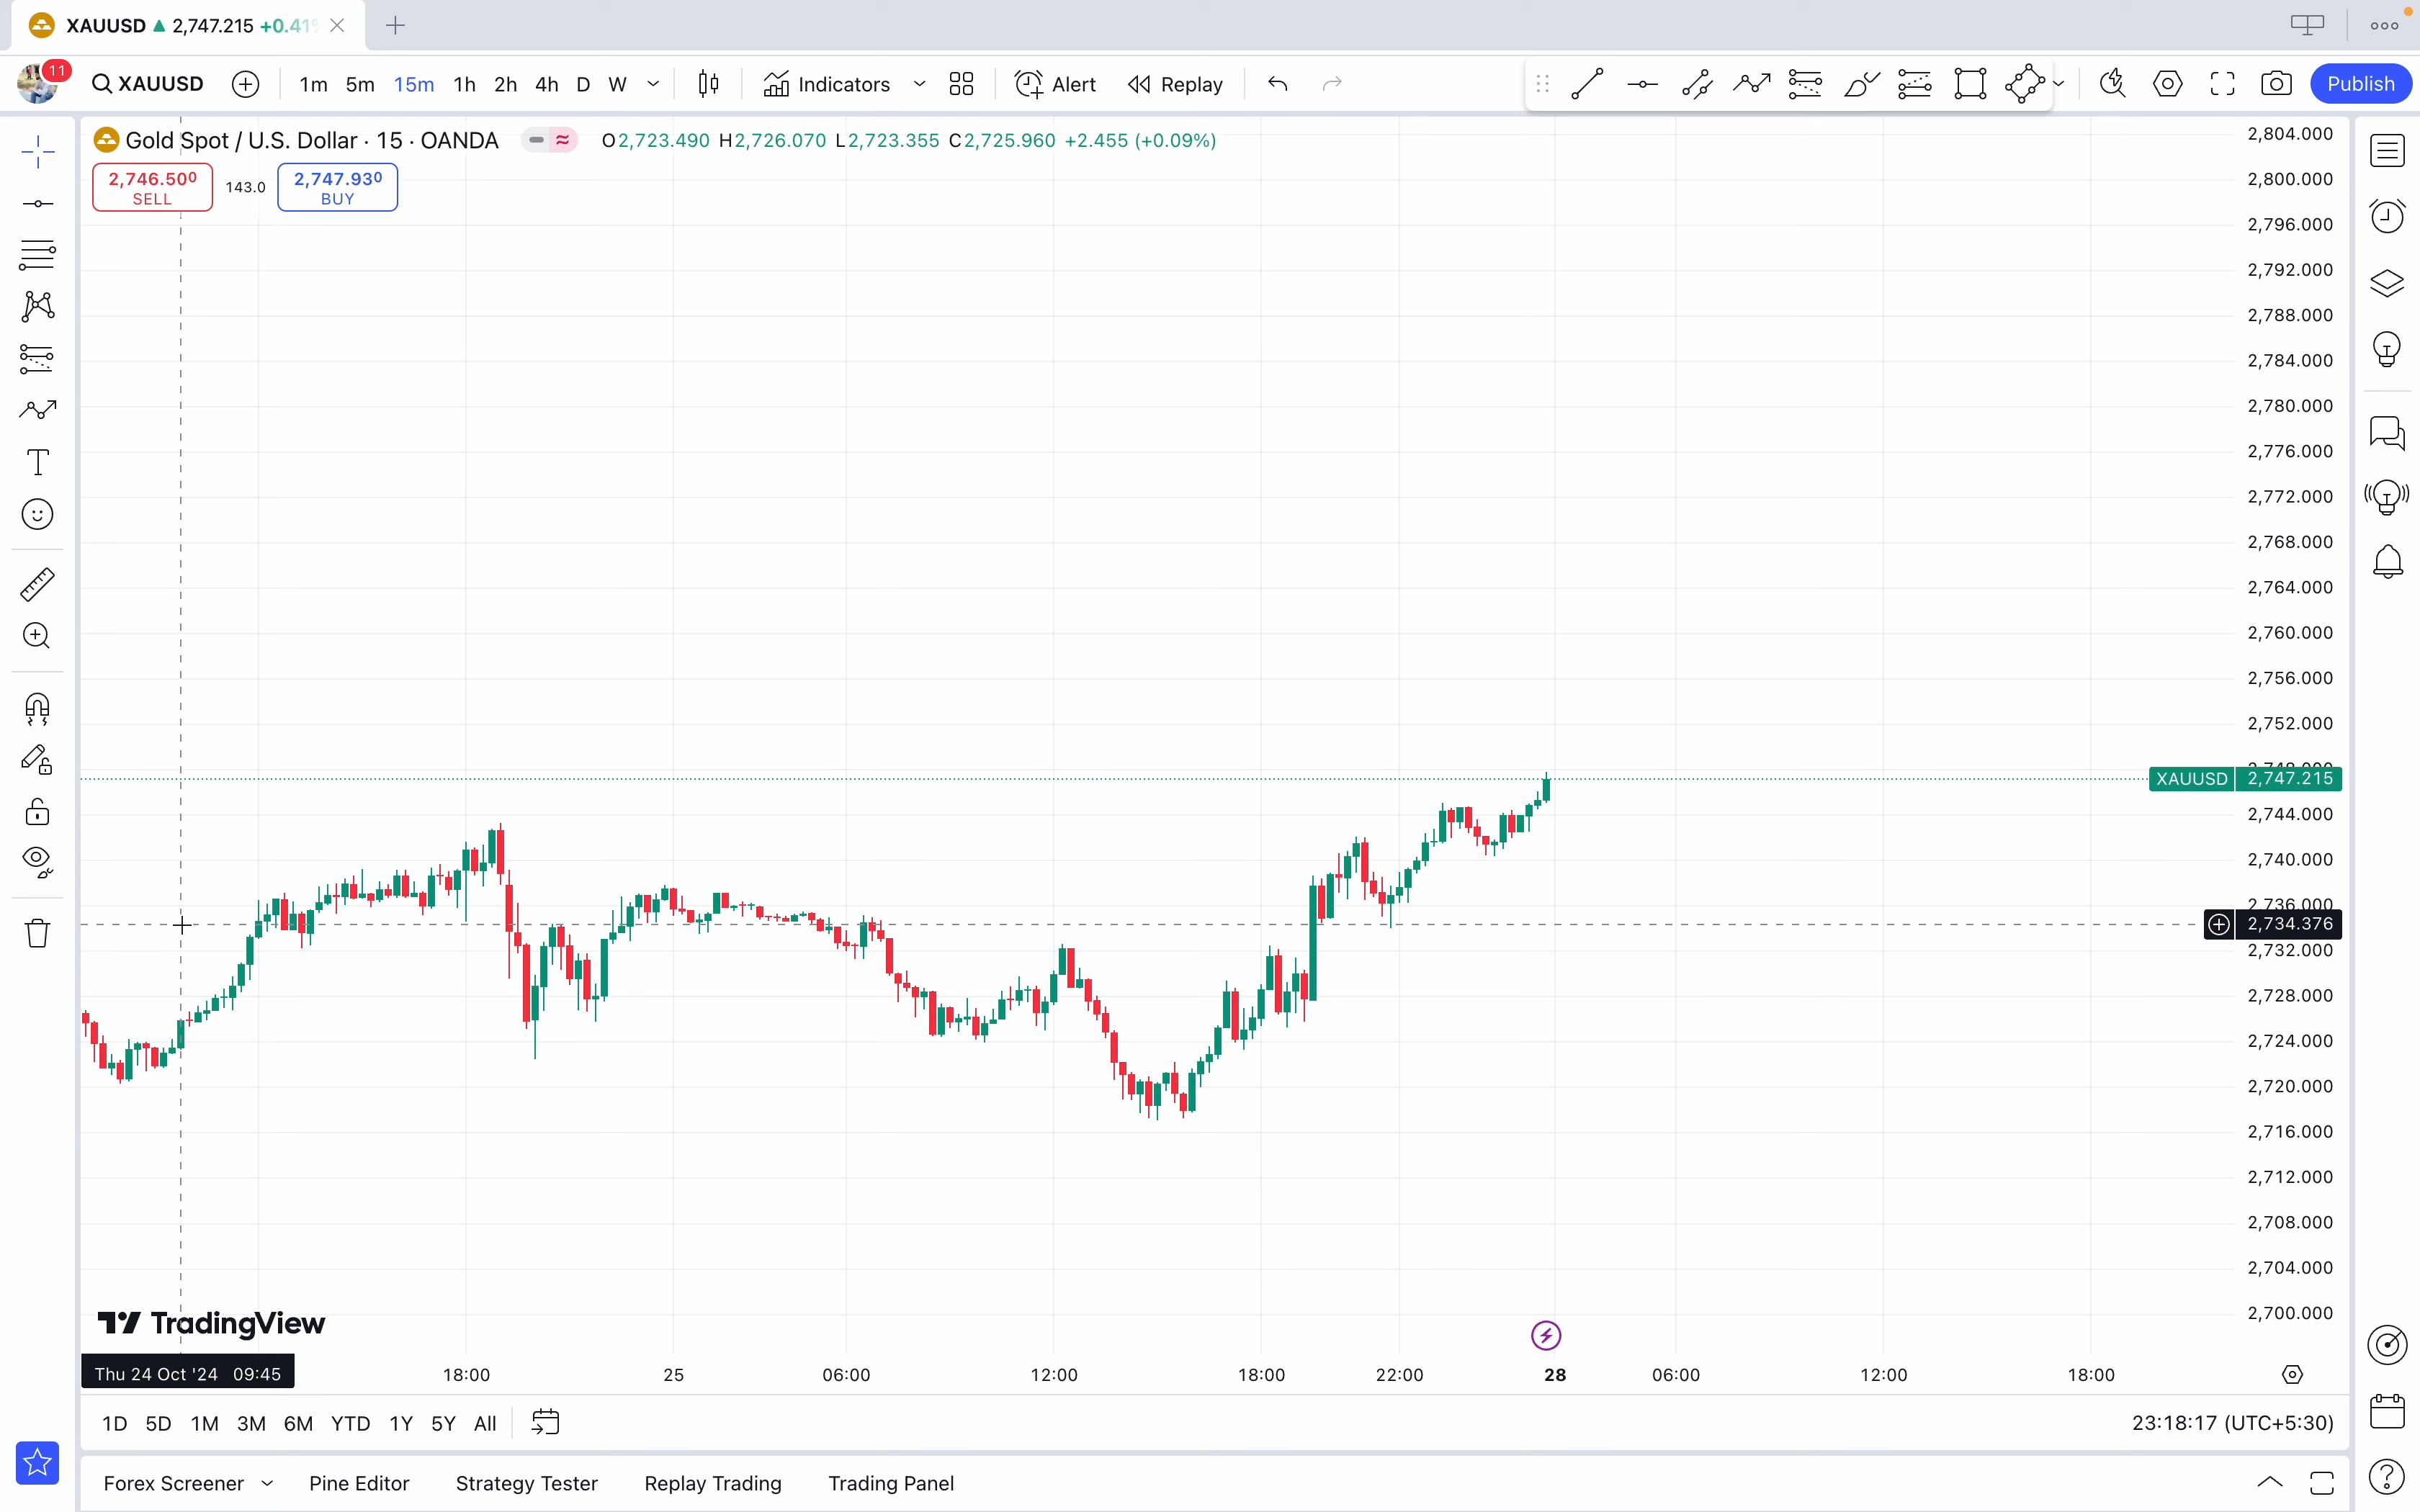 XAUUSD ▲ 2,747.215 +0.41%
11 XAUUSD 1m 5m 15m 1h 2h 4h D W Indicators Alert Replay Publish
Gold Spot / U.S. Dollar · 15 · OANDA O2,723.490 H2,726.070 L2,723.355 C2,725.960 +2.455 (+0.09%)
2,746.500 143.0 2,747.930
SELL BUY
2,804.000
2,800.000
2,796.000
2,792.000
2,788.000
2,784.000
2,780.000
2,776.000
2,772.000
2,768.000
2,764.000
2,760.000
2,756.000
2,752.000
XAUUSD 2,747.215
2,744.000
2,740.000
2,736.000
2,734.376
2,732.000
2,728.000
2,724.000
2,720.000
2,716.000
2,712.000
2,708.000
2,704.000
2,700.000
TradingView
Thu 24 Oct '24 09:45 18:00 25 06:00 12:00 18:00 22:00 28 06:00 12:00 18:00
1D 5D 1M 3M 6M YTD 1Y 5Y All 23:18:17 (UTC+5:30)
Forex Screener Pine Editor Strategy Tester Replay Trading Trading Panel